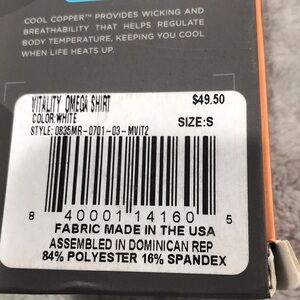 COOL COPPER™ PROVIDES WICKING AND
BREATHABILITY THAT HELPS REGULATE
BODY TEMPERATURE, KEEPING YOU COOL
WHEN LIFE HEATS UP.
VITALITY OMEGA SHIRT $49.50
COLOR:WHITE SIZE:S
STYLE: 0835MR-0701-03-MVIT2
8 40001 14160 5
FABRIC MADE IN THE USA
ASSEMBLED IN DOMINICAN REP
84% POLYESTER 16% SPANDEX